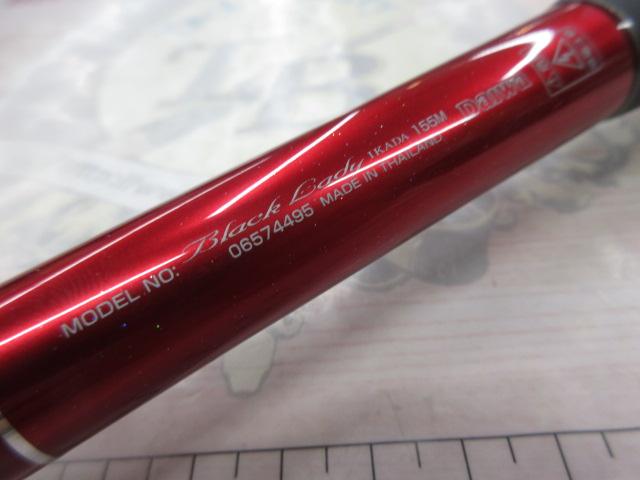 MODEL NO: Black Lady IKADA 155M DAIWA
06574495 MADE IN THAILAND